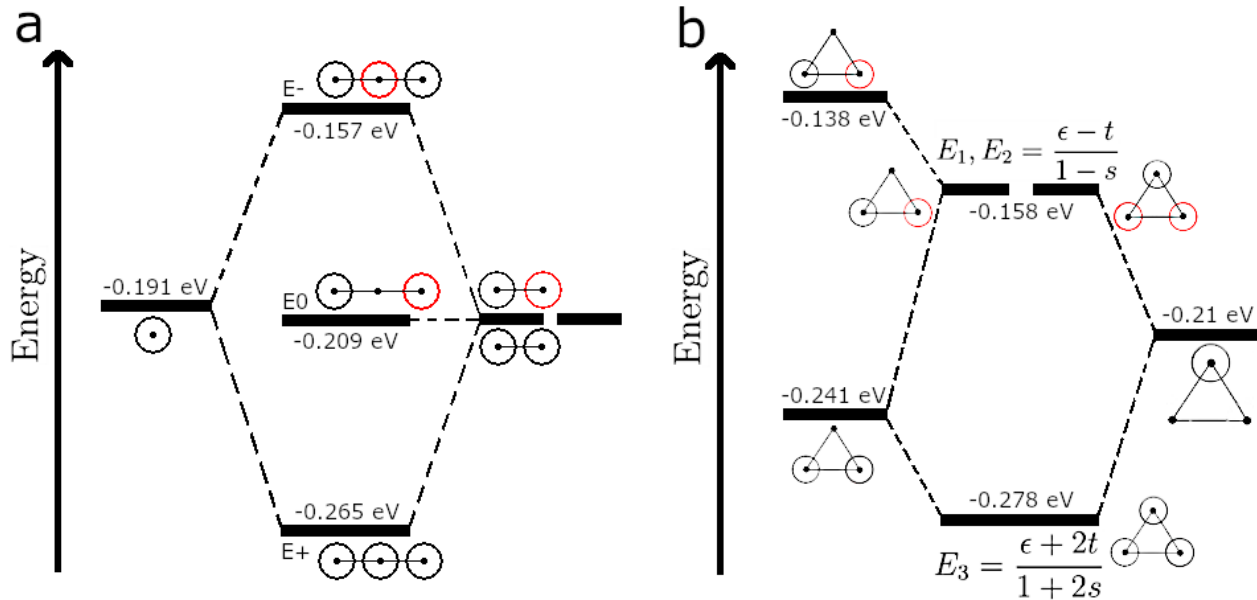 a
Energy
E-
-0.157 eV
-0.191 eV
E0
-0.209 eV
-0.265 eV
E+
b
Energy
-0.138 eV
E₁, E₂ = (ϵ − t)/(1 − s)
-0.158 eV
-0.21 eV
-0.241 eV
-0.278 eV
E₃ = (ϵ + 2t)/(1 + 2s)